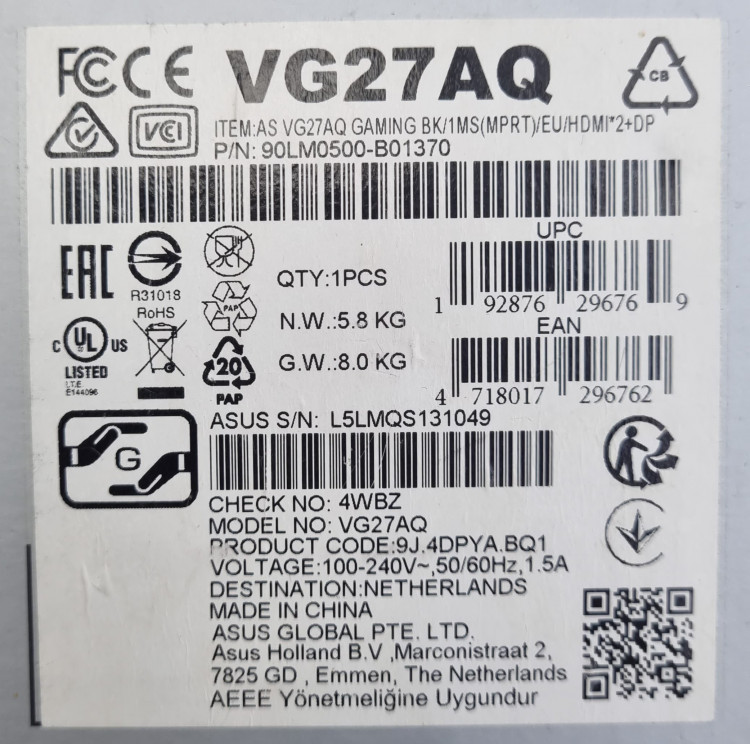 FC CE VG27AQ CB
VCCI ITEM:AS VG27AQ GAMING BK/1MS(MPRT)/EU/HDMI*2+DP
P/N: 90LM0500-B01370
UPC
1 92876 29676 9
EAN
4 718017 296762
EAC
R31018
RoHS
QTY:1PCS
N.W.:5.8 KG
G.W.:8.0 KG
PAP
20
PAP
C UL US
LISTED
I.T.E
E144096
ASUS S/N: L5LMQS131049
G
CHECK NO: 4WBZ
MODEL NO: VG27AQ
PRODUCT CODE:9J.4DPYA.BQ1
VOLTAGE:100-240V~,50/60Hz,1.5A
DESTINATION:NETHERLANDS
MADE IN CHINA
ASUS GLOBAL PTE. LTD.
Asus Holland B.V ,Marconistraat 2,
7825 GD , Emmen, The Netherlands
AEEE Yönetmeliğine Uygundur